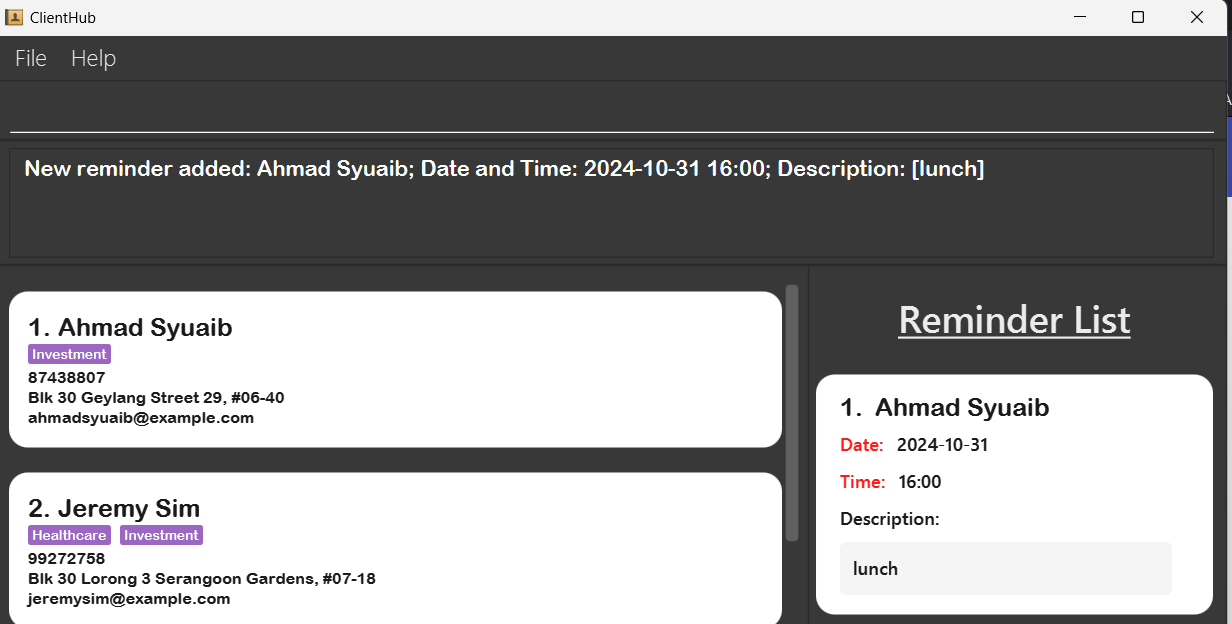 ClientHub
File Help
New reminder added: Ahmad Syuaib; Date and Time: 2024-10-31 16:00; Description: [lunch]
1. Ahmad Syuaib
Investment
87438807
Blk 30 Geylang Street 29, #06-40
ahmadsyuaib@example.com
2. Jeremy Sim
Healthcare Investment
99272758
Blk 30 Lorong 3 Serangoon Gardens, #07-18
jeremysim@example.com
Reminder List
1. Ahmad Syuaib
Date: 2024-10-31
Time: 16:00
Description:
lunch